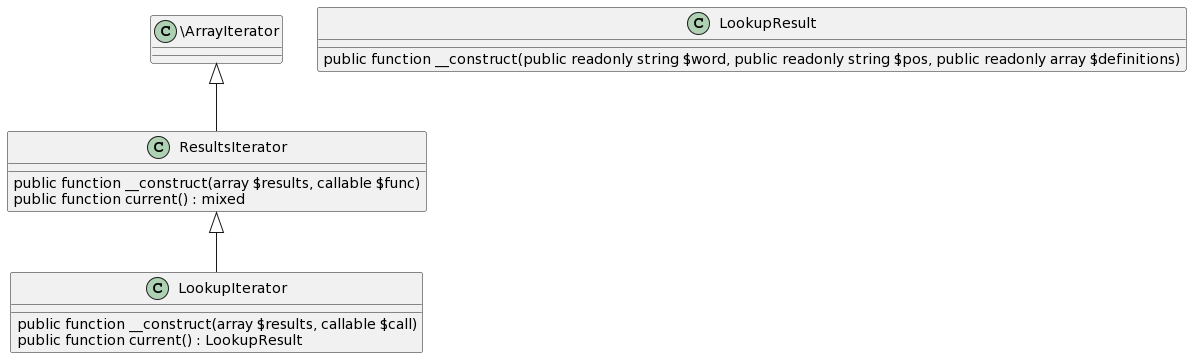 C \ArrayIterator
C LookupResult
public function __construct(public readonly string $word, public readonly string $pos, public readonly array $definitions)
C ResultsIterator
public function __construct(array $results, callable $func)
public function current() : mixed
C LookupIterator
public function __construct(array $results, callable $call)
public function current() : LookupResult